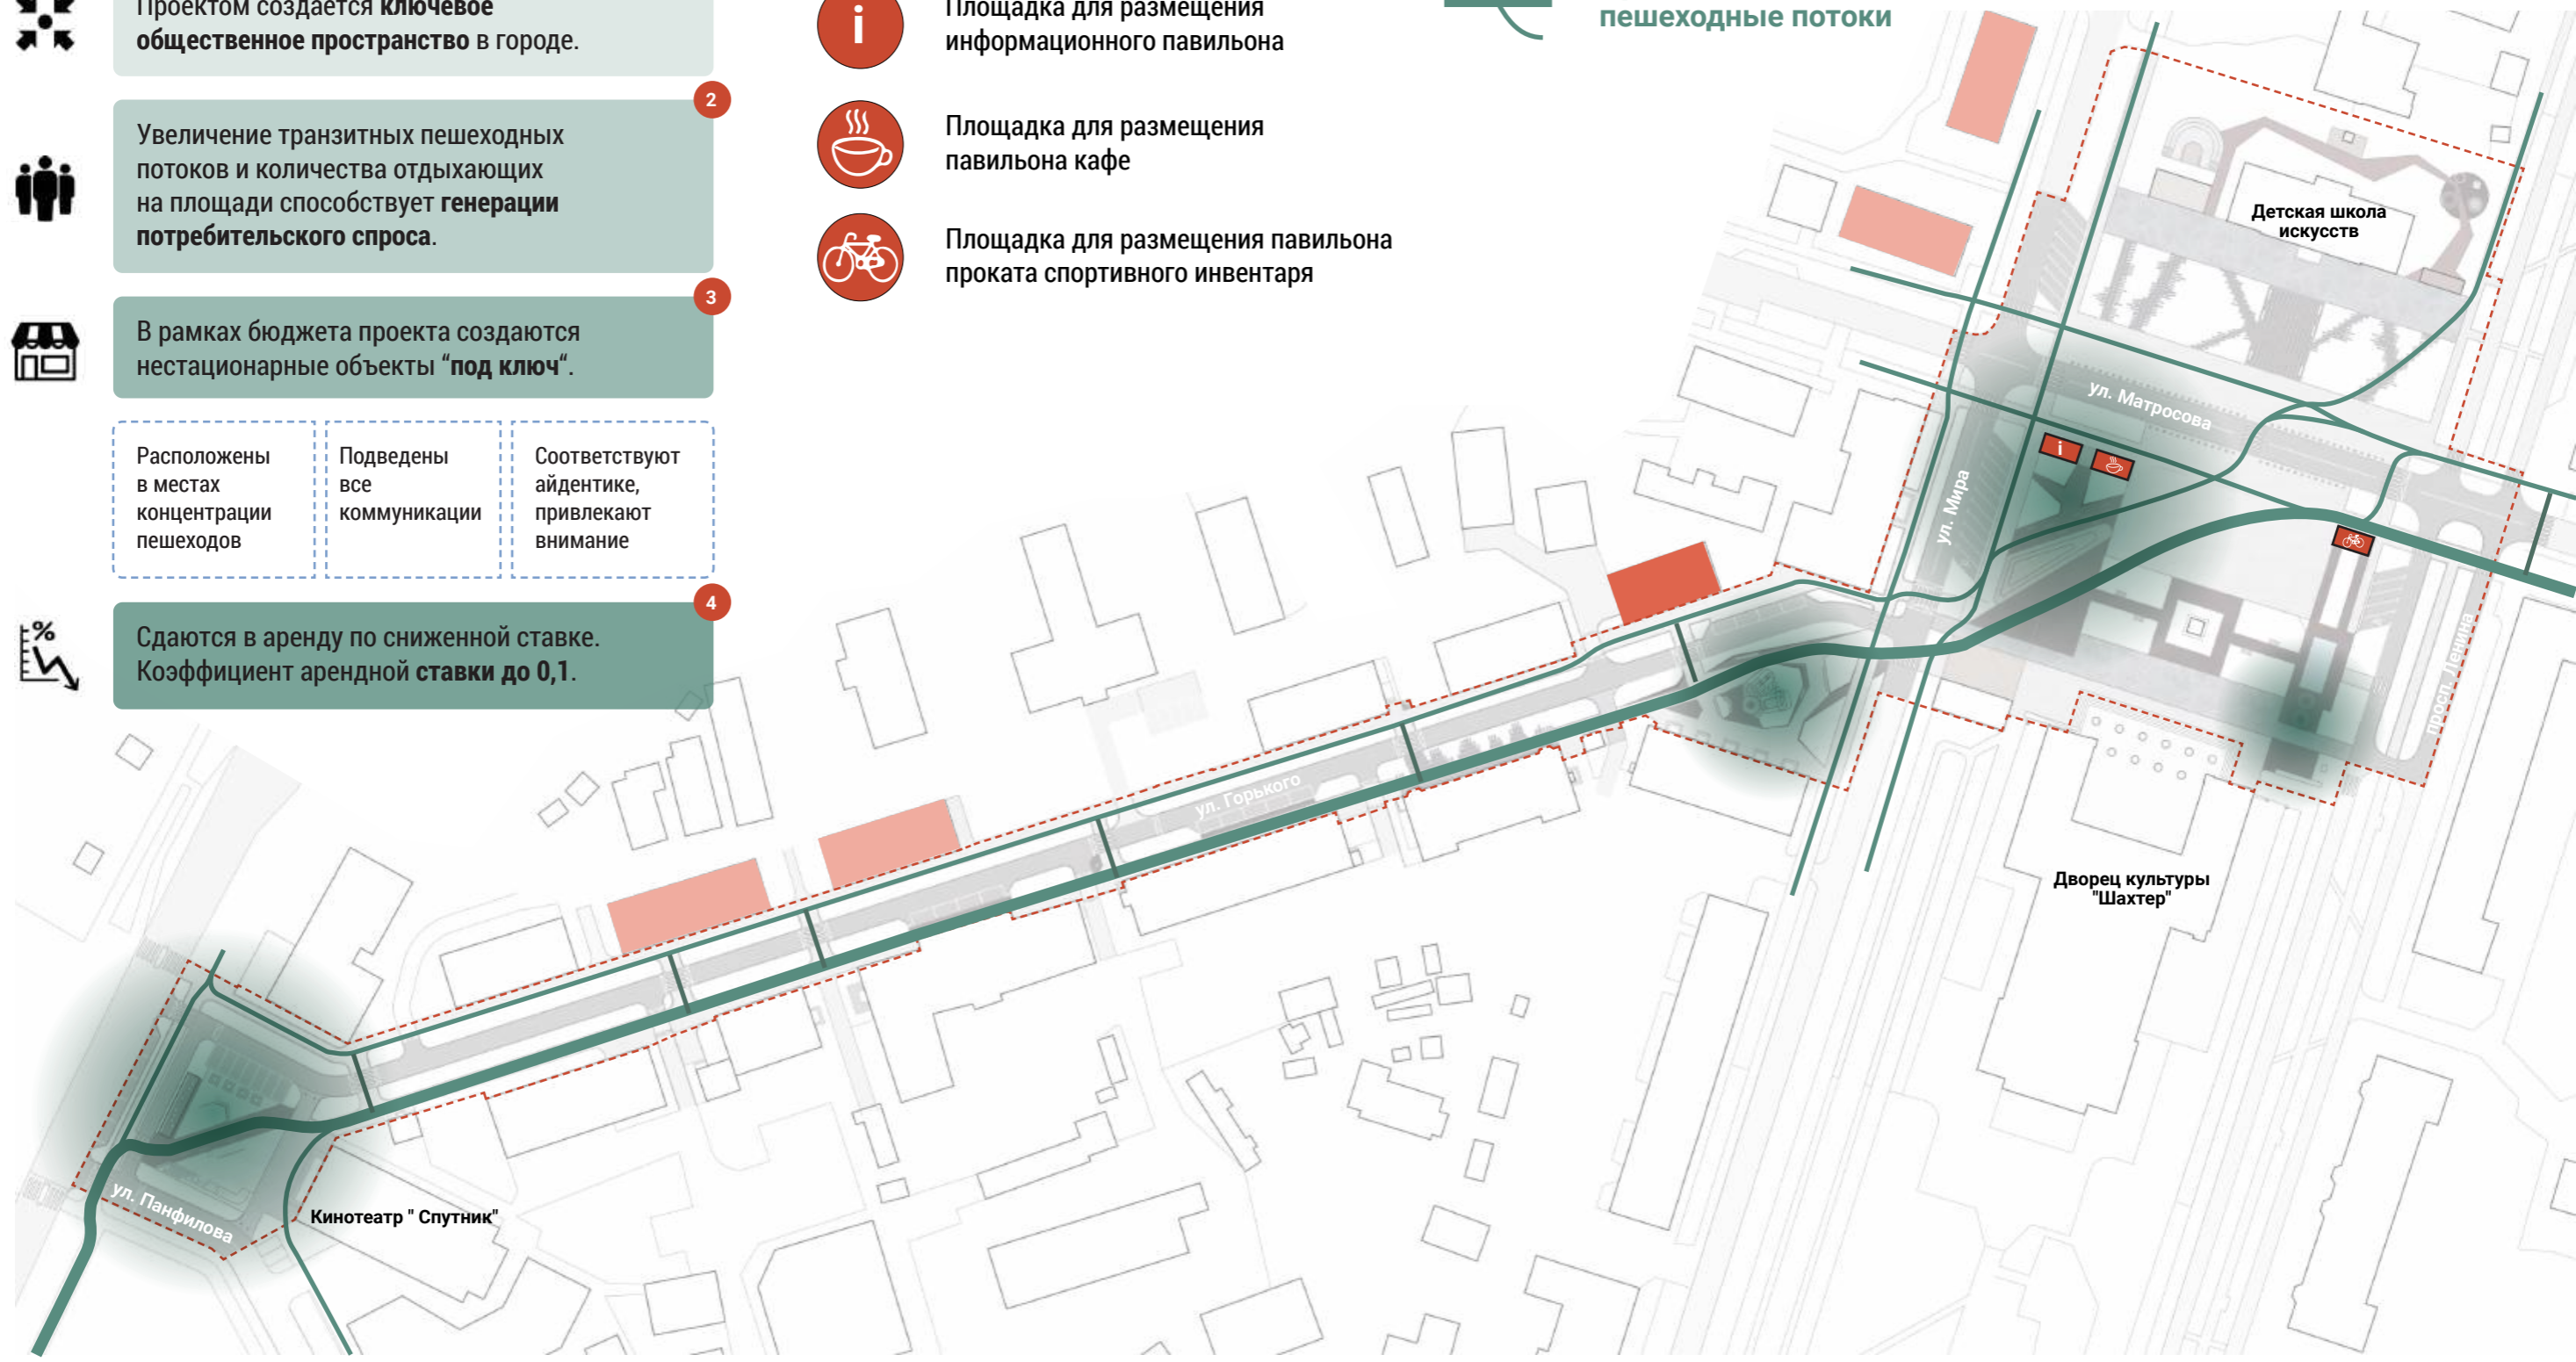 Проектом создается ключевое
общественное пространство в городе.
2
Увеличение транзитных пешеходных
потоков и количества отдыхающих
на площади способствует генерации
потребительского спроса.
3
В рамках бюджета проекта создаются
нестационарные объекты “под ключ“.
Расположены
в местах
концентрации
пешеходов
Подведены
все
коммуникации
Соответствуют
айдентике,
привлекают
внимание
4
Сдаются в аренду по сниженной ставке.
Коэффициент арендной ставки до 0,1.
%
i
Площадка для размещения
информационного павильона
Площадка для размещения
павильона кафе
Площадка для размещения павильона
проката спортивного инвентаря
пешеходные потоки
Детская школа
искусств
ул. Матросова
i
ул. Мира
просп. Ленина
ул. Горького
Дворец культуры
"Шахтер"
ул. Панфилова
Кинотеатр " Спутник"